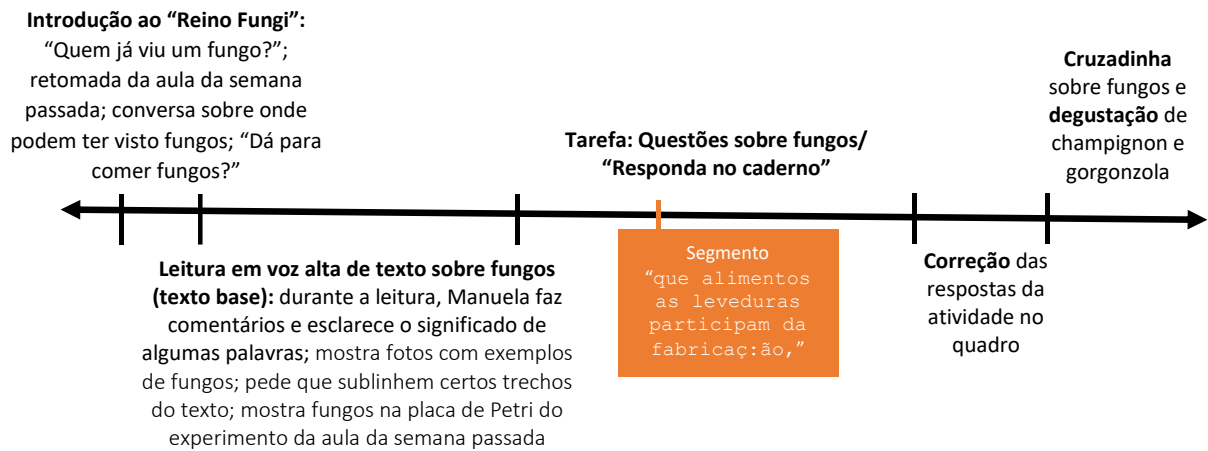 Introdução ao “Reino Fungi”:
“Quem já viu um fungo?”;
retomada da aula da semana
passada; conversa sobre onde
podem ter visto fungos; “Dá para
comer fungos?”
Leitura em voz alta de texto sobre fungos
(texto base): durante a leitura, Manuela faz
comentários e esclarece o significado de
algumas palavras; mostra fotos com exemplos
de fungos; pede que sublinhem certos trechos
do texto; mostra fungos na placa de Petri do
experimento da aula da semana passada
Tarefa: Questões sobre fungos/
“Responda no caderno”
Segmento
“que alimentos
as leveduras
participam da
fabricaç:ão,”
Correção das
respostas da
atividade no
quadro
Cruzadinha
sobre fungos e
degustação de
champignon e
gorgonzola